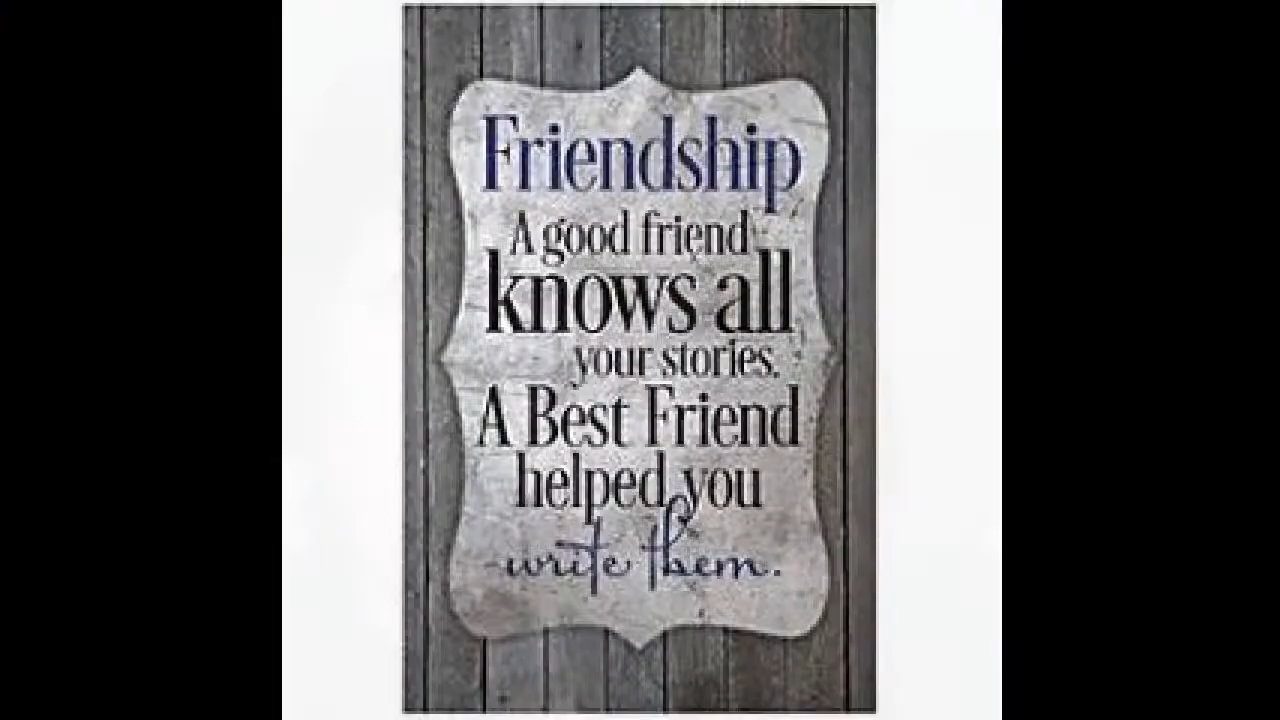 Friendship
A good friend
knows all
your stories.
A Best Friend
helped you
write them.